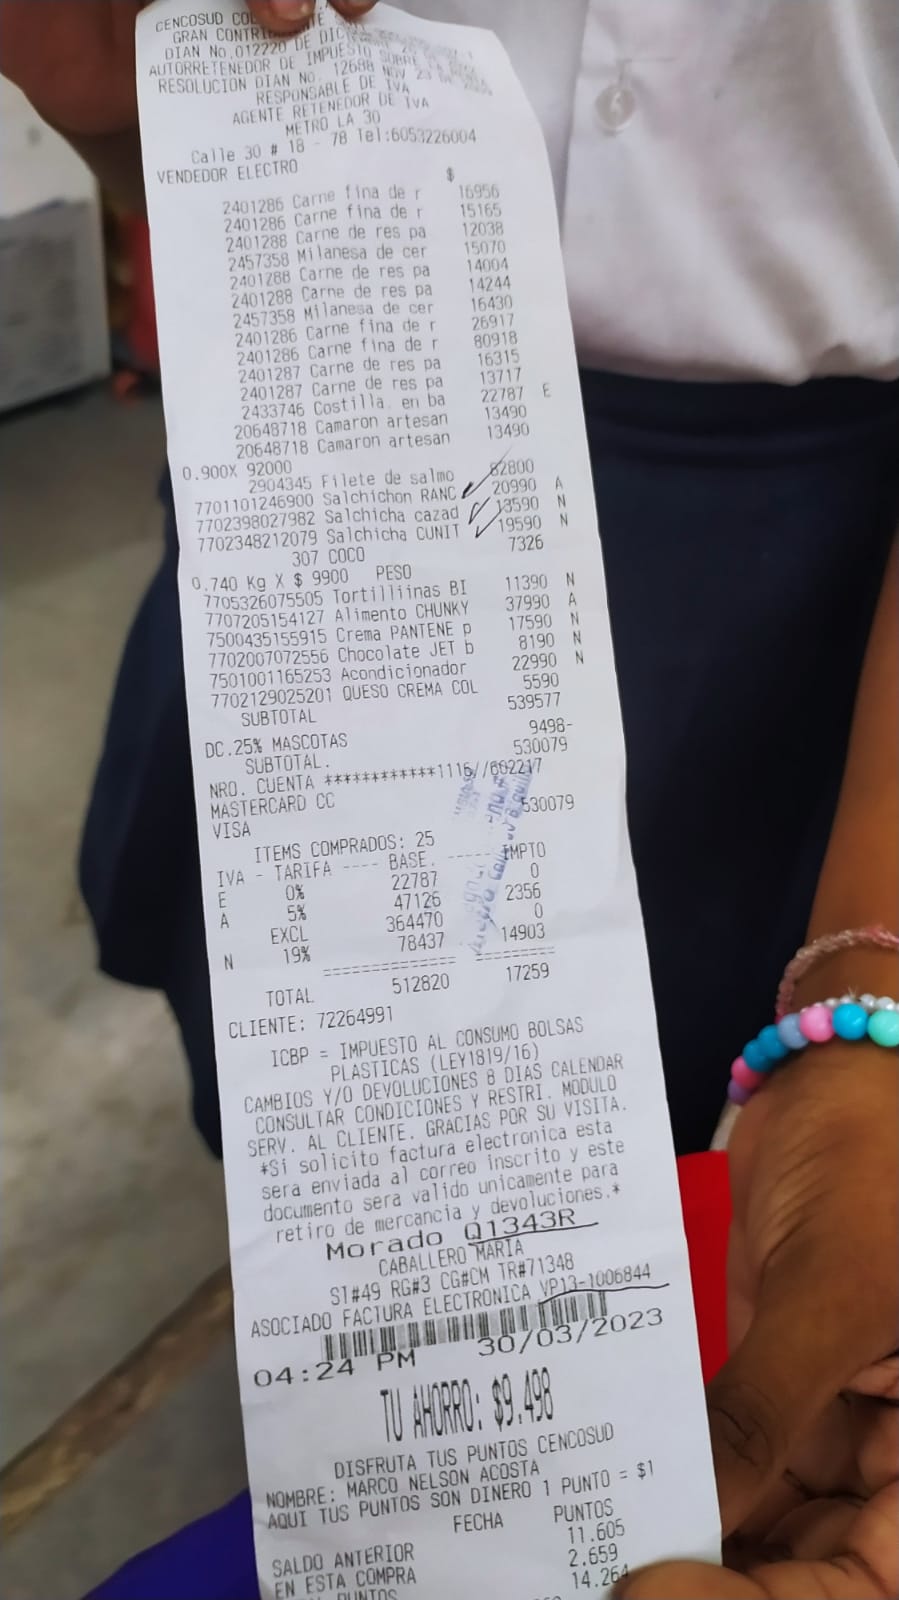 CENCOSUD COL
GRAN CONTRI
DIAN No.012220 DE DIC
AUTORRETENEDOR DE IMPUESTO SOBRE LA
RESOLUCION DIAN NO. 12688 NOV 23
RESPONSABLE DE IVA
AGENTE RETENEDOR DE IVA
METRO LA 30
Calle 30 # 18 - 78 Tel:6053226004
VENDEDOR ELECTRO $
2401286 Carne fina de r 16956
2401286 Carne fina de r 15165
2401288 Carne de res pa 12038
2457358 Milanesa de cer 15070
2401288 Carne de res pa 14004
2401288 Carne de res pa 14244
2457358 Milanesa de cer 16430
2401286 Carne fina de r 26917
2401286 Carne fina de r 80918
2401287 Carne de res pa 16315
2401287 Carne de res pa 13717
2433746 Costilla. en ba 22787 E
20648718 Camaron artesan 13490
20648718 Camaron artesan 13490
0.900X 92000
2904345 Filete de salmo 82800
7701101246900 Salchichon RANC 20990 A
7702398027982 Salchicha cazad 13590 N
7702348212079 Salchicha CUNIT 19590 N
307 COCO 7326
0.740 Kg X $ 9900 PESO
7705326075505 Tortilliinas BI 11390 N
7707205154127 Alimento CHUNKY 37990 A
7500435155915 Crema PANTENE p 17590 N
7702007072556 Chocolate JET b 8190 N
7501001165253 Acondicionador 22990 N
7702129025201 QUESO CREMA COL 5590
SUBTOTAL 539577
DC.25% MASCOTAS 9498-
SUBTOTAL. 530079
NRO. CUENTA ************1116//602217
MASTERCARD CC 530079
VISA
ITEMS COMPRADOS: 25
IVA - TARIFA ---- BASE. ----- IMPTO
E 0% 22787 0
A 5% 47126 2356
EXCL 364470 0
N 19% 78437 14903
TOTAL 512820 17259
CLIENTE: 72264991
ICBP = IMPUESTO AL CONSUMO BOLSAS
PLASTICAS (LEY1819/16)
CAMBIOS Y/O DEVOLUCIONES 8 DIAS CALENDAR
CONSULTAR CONDICIONES Y RESTRI. MODULO
SERV. AL CLIENTE. GRACIAS POR SU VISITA.
*Si solicito factura electronica esta
sera enviada al correo inscrito y este
documento sera valido unicamente para
retiro de mercancia y devoluciones.*
Morado Q1343R
CABALLERO MARIA
ST#49 RG#3 CG#CM TR#71348
ASOCIADO FACTURA ELECTRONICA VP13-1006844
04:24 PM 30/03/2023
TU AHORRO: $9.498
DISFRUTA TUS PUNTOS CENCOSUD
NOMBRE: MARCO NELSON ACOSTA
AQUI TUS PUNTOS SON DINERO 1 PUNTO = $1
FECHA PUNTOS
SALDO ANTERIOR 11.605
EN ESTA COMPRA 2.659
PUNTOS 14.264